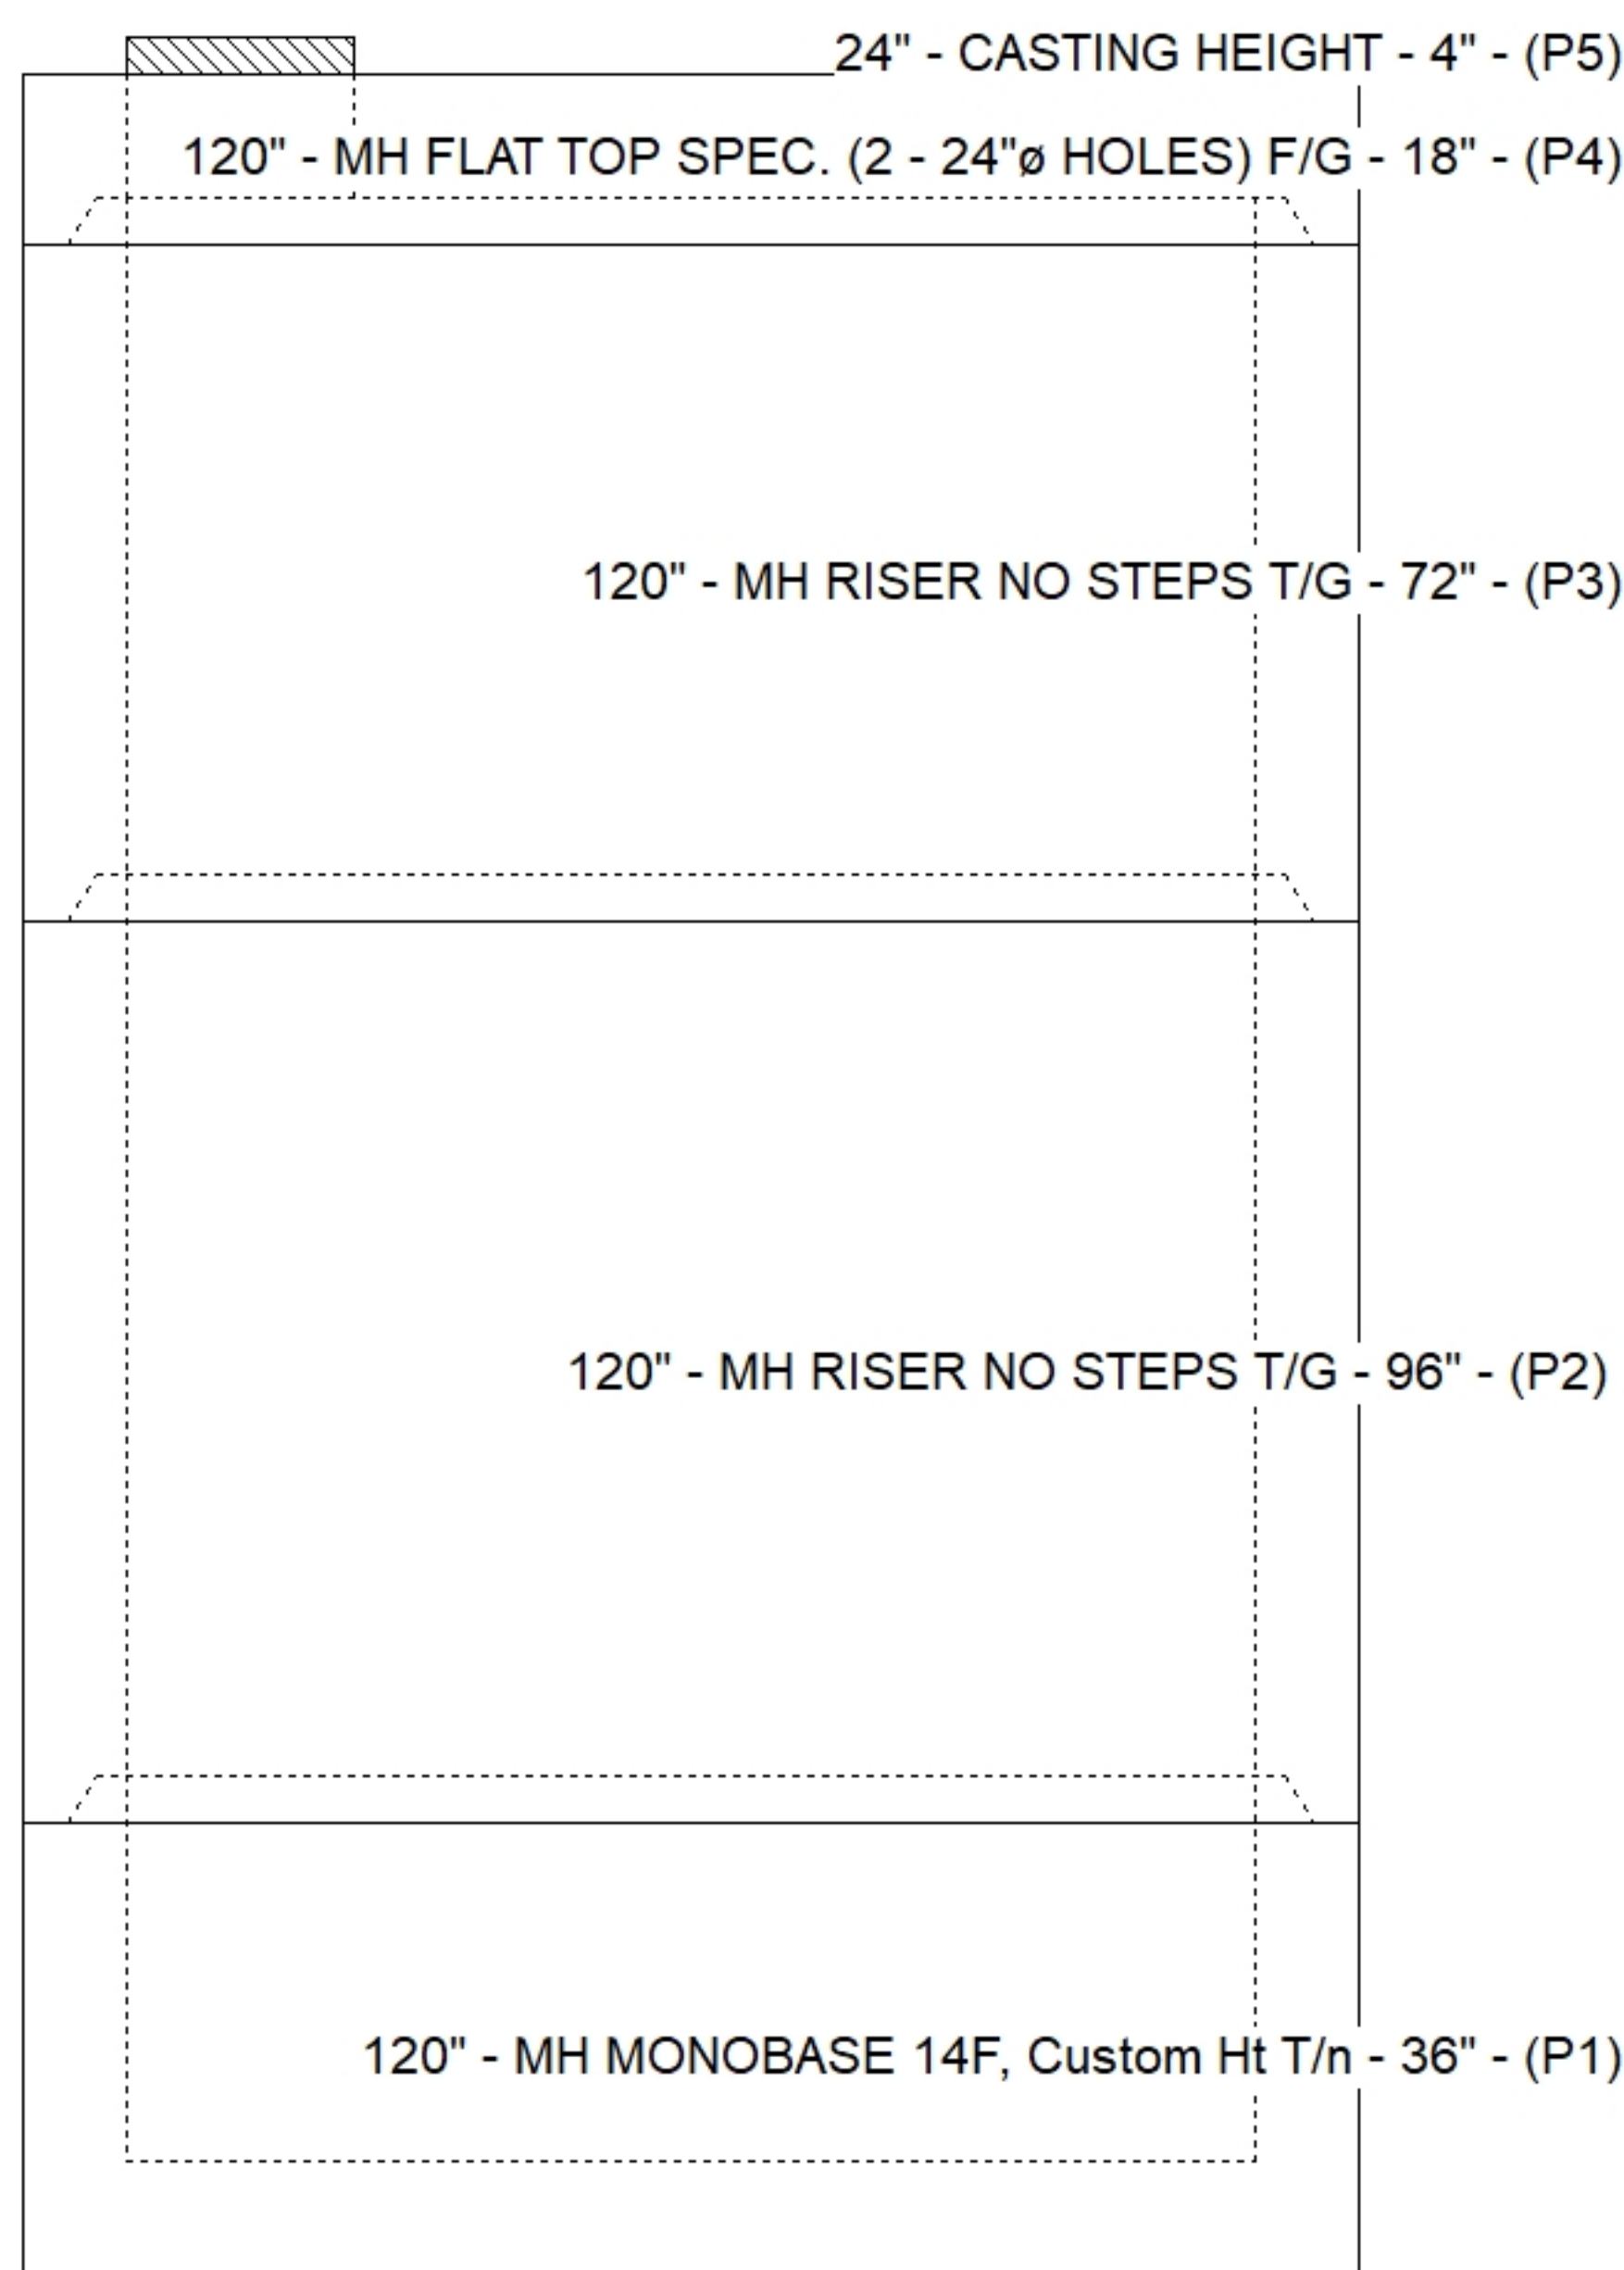 24" - CASTING HEIGHT - 4" - (P5)
120" - MH FLAT TOP SPEC. (2 - 24"ø HOLES) F/G - 18" - (P4)
120" - MH RISER NO STEPS T/G - 72" - (P3)
120" - MH RISER NO STEPS T/G - 96" - (P2)
120" - MH MONOBASE 14F, Custom Ht T/n - 36" - (P1)